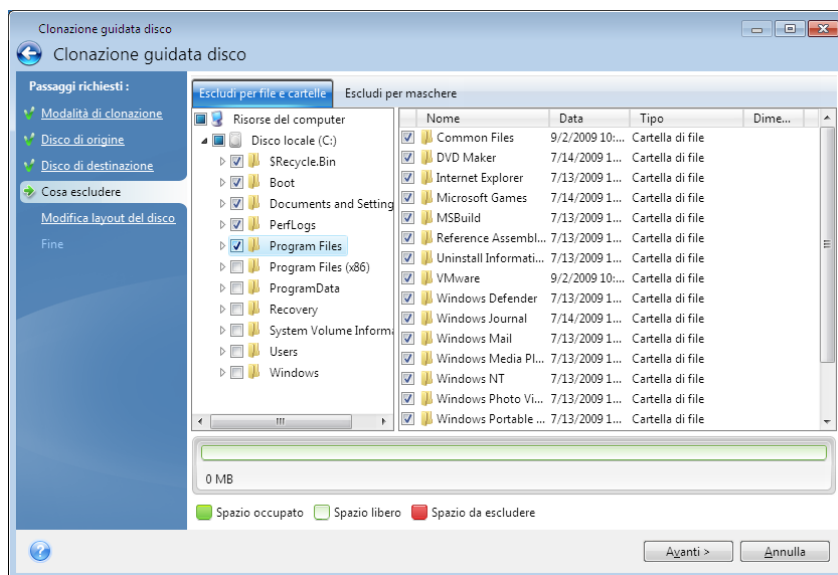 Clonazione guidata disco
Clonazione guidata disco
Passaggi richiesti :
Modalità di clonazione
Disco di origine
Disco di destinazione
Cosa escludere
Modifica layout del disco
Fine
Escludi per file e cartelle Escludi per maschere
Risorse del computer
Disco locale (C:)
$Recycle.Bin
Boot
Documents and Setting
PerfLogs
Program Files
Program Files (x86)
ProgramData
Recovery
System Volume Inform
Users
Windows
Nome Data Tipo Dime...
Common Files 9/2/2009 10:... Cartella di file
DVD Maker 7/14/2009 1... Cartella di file
Internet Explorer 7/13/2009 1... Cartella di file
Microsoft Games 7/14/2009 1... Cartella di file
MSBuild 7/13/2009 1... Cartella di file
Reference Assembl... 7/13/2009 1... Cartella di file
Uninstall Informati... 7/13/2009 1... Cartella di file
VMware 9/2/2009 10:... Cartella di file
Windows Defender 7/13/2009 1... Cartella di file
Windows Journal 7/14/2009 1... Cartella di file
Windows Mail 7/13/2009 1... Cartella di file
Windows Media Pl... 7/13/2009 1... Cartella di file
Windows NT 7/13/2009 1... Cartella di file
Windows Photo Vi... 7/13/2009 1... Cartella di file
Windows Portable ... 7/13/2009 1... Cartella di file
0 MB
Spazio occupato Spazio libero Spazio da escludere
Avanti > Annulla